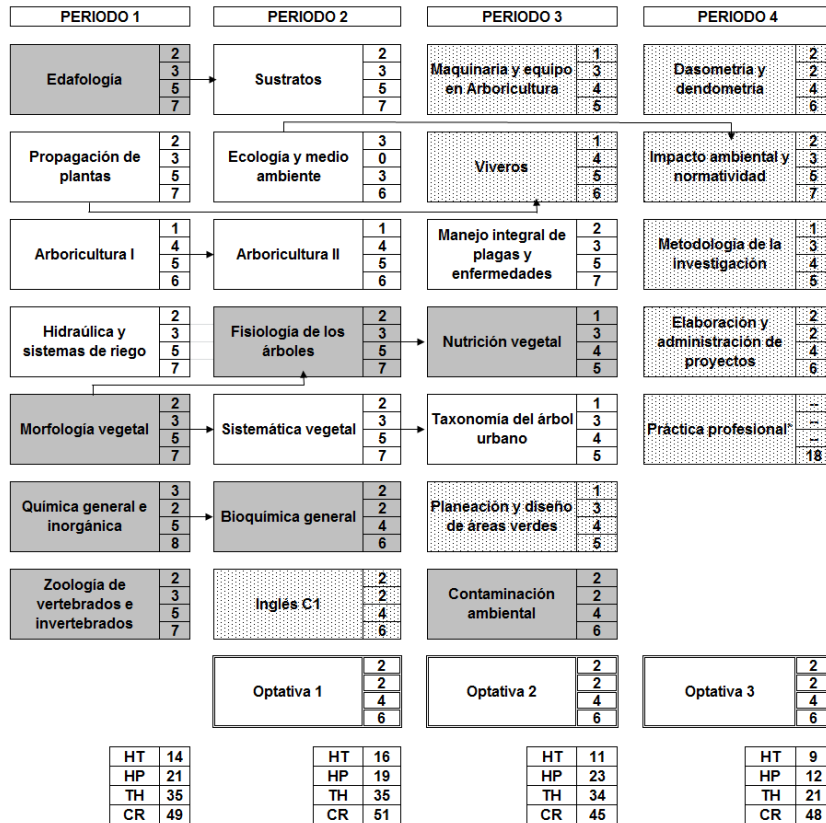 PERIODO 1
PERIODO 2
PERIODO 3
PERIODO 4
Edafología
2
3
5
7
Sustratos
2
3
5
7
Maquinaria y equipo
en Arboricultura
1
3
4
5
Dasometría y
dendometría
2
2
4
6
Propagación de
plantas
2
3
5
7
Ecología y medio
ambiente
3
0
3
6
Viveros
1
4
5
6
Impacto ambiental y
normatividad
2
3
5
7
Arboricultura I
1
4
5
6
Arboricultura II
1
4
5
6
Manejo integral de
plagas y
enfermedades
2
3
5
7
Metodología de la
investigación
1
3
4
5
Hidraúlica y
sistemas de riego
2
3
5
7
Fisiología de los
árboles
2
3
5
7
Nutrición vegetal
1
3
4
5
Elaboración y
administración de
proyectos
2
2
4
6
Morfología vegetal
2
3
5
7
Sistemática vegetal
2
3
5
7
Taxonomía del árbol
urbano
1
3
4
5
Práctica profesional*
--
--
--
18
Química general e
inorgánica
3
2
5
8
Bioquímica general
2
2
4
6
Planeación y diseño
de áreas verdes
1
3
4
5
Zoología de
vertebrados e
invertebrados
2
3
5
7
Inglés C1
2
2
4
6
Contaminación
ambiental
2
2
4
6
Optativa 1
2
2
4
6
Optativa 2
2
2
4
6
Optativa 3
2
2
4
6
HT 14
HP 21
TH 35
CR 49
HT 16
HP 19
TH 35
CR 51
HT 11
HP 23
TH 34
CR 45
HT 9
HP 12
TH 21
CR 48